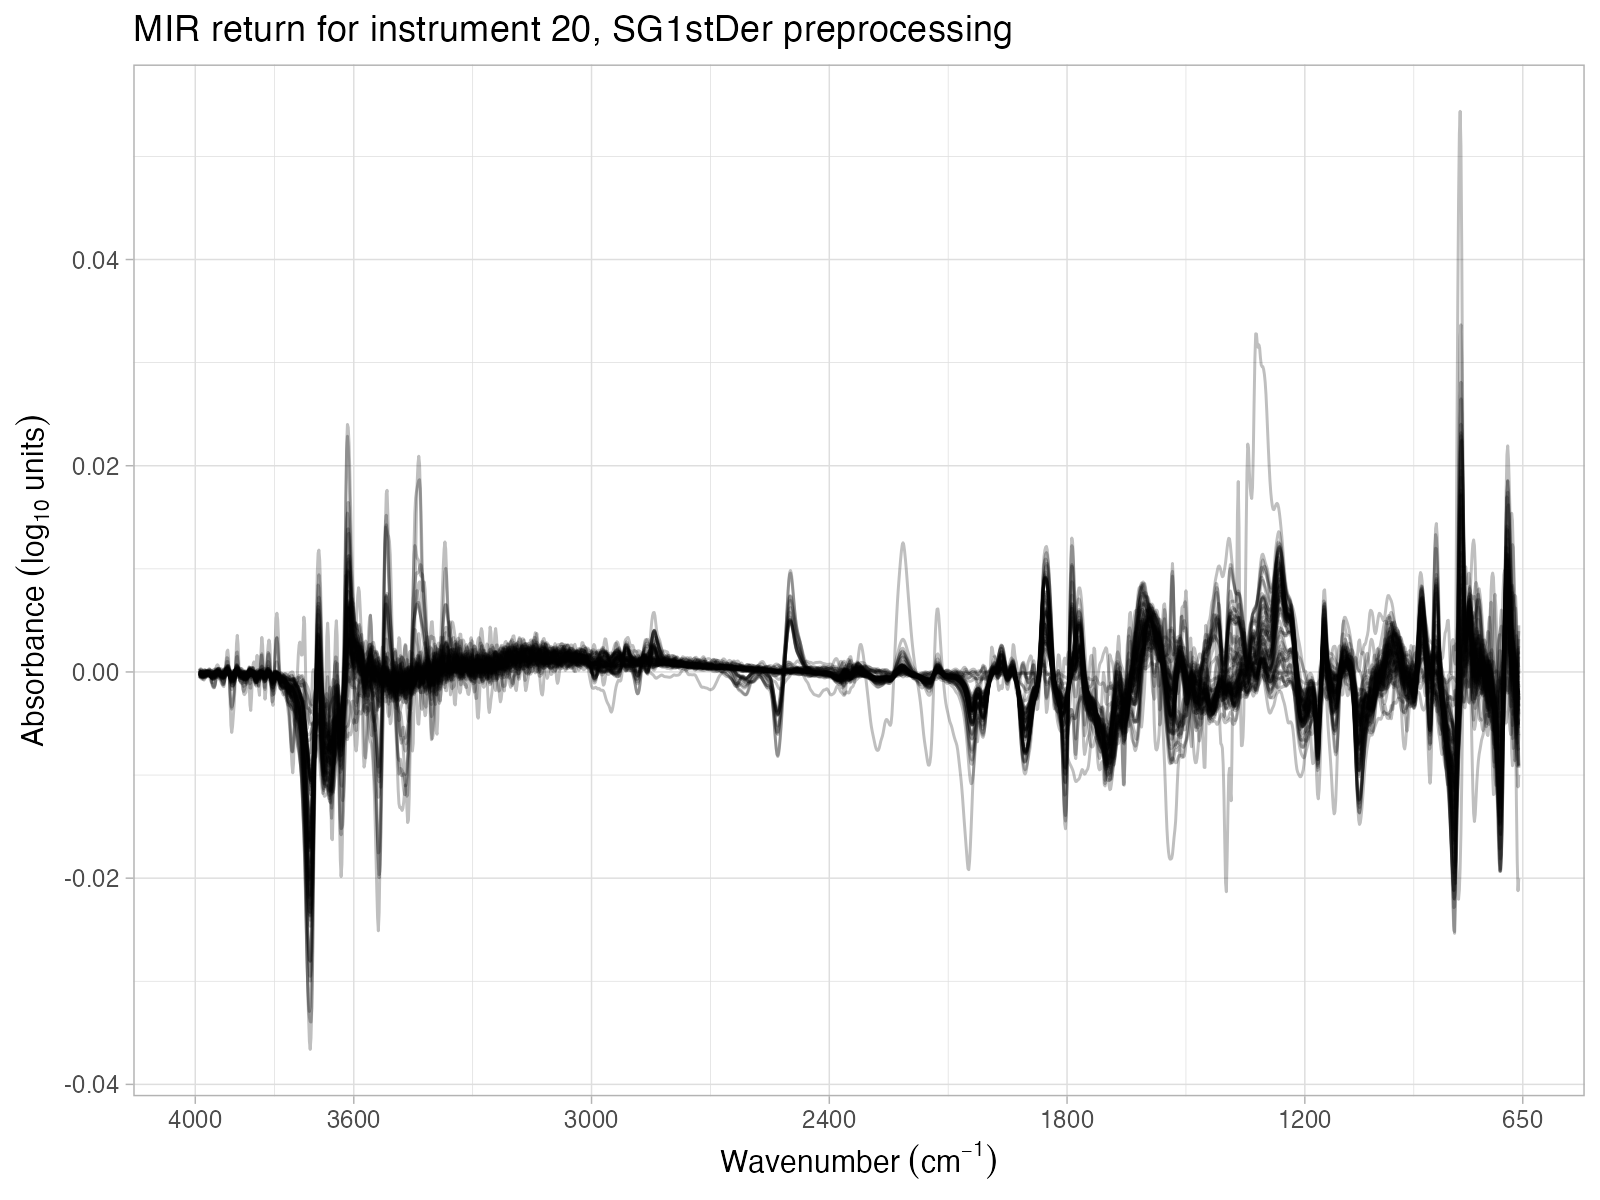 MIR return for instrument 20, SG1stDer preprocessing
Absorbance (log₁₀ units)
0.04
0.02
0.00
-0.02
-0.04
4000 3600 3000 2400 1800 1200 650
Wavenumber (cm⁻¹)